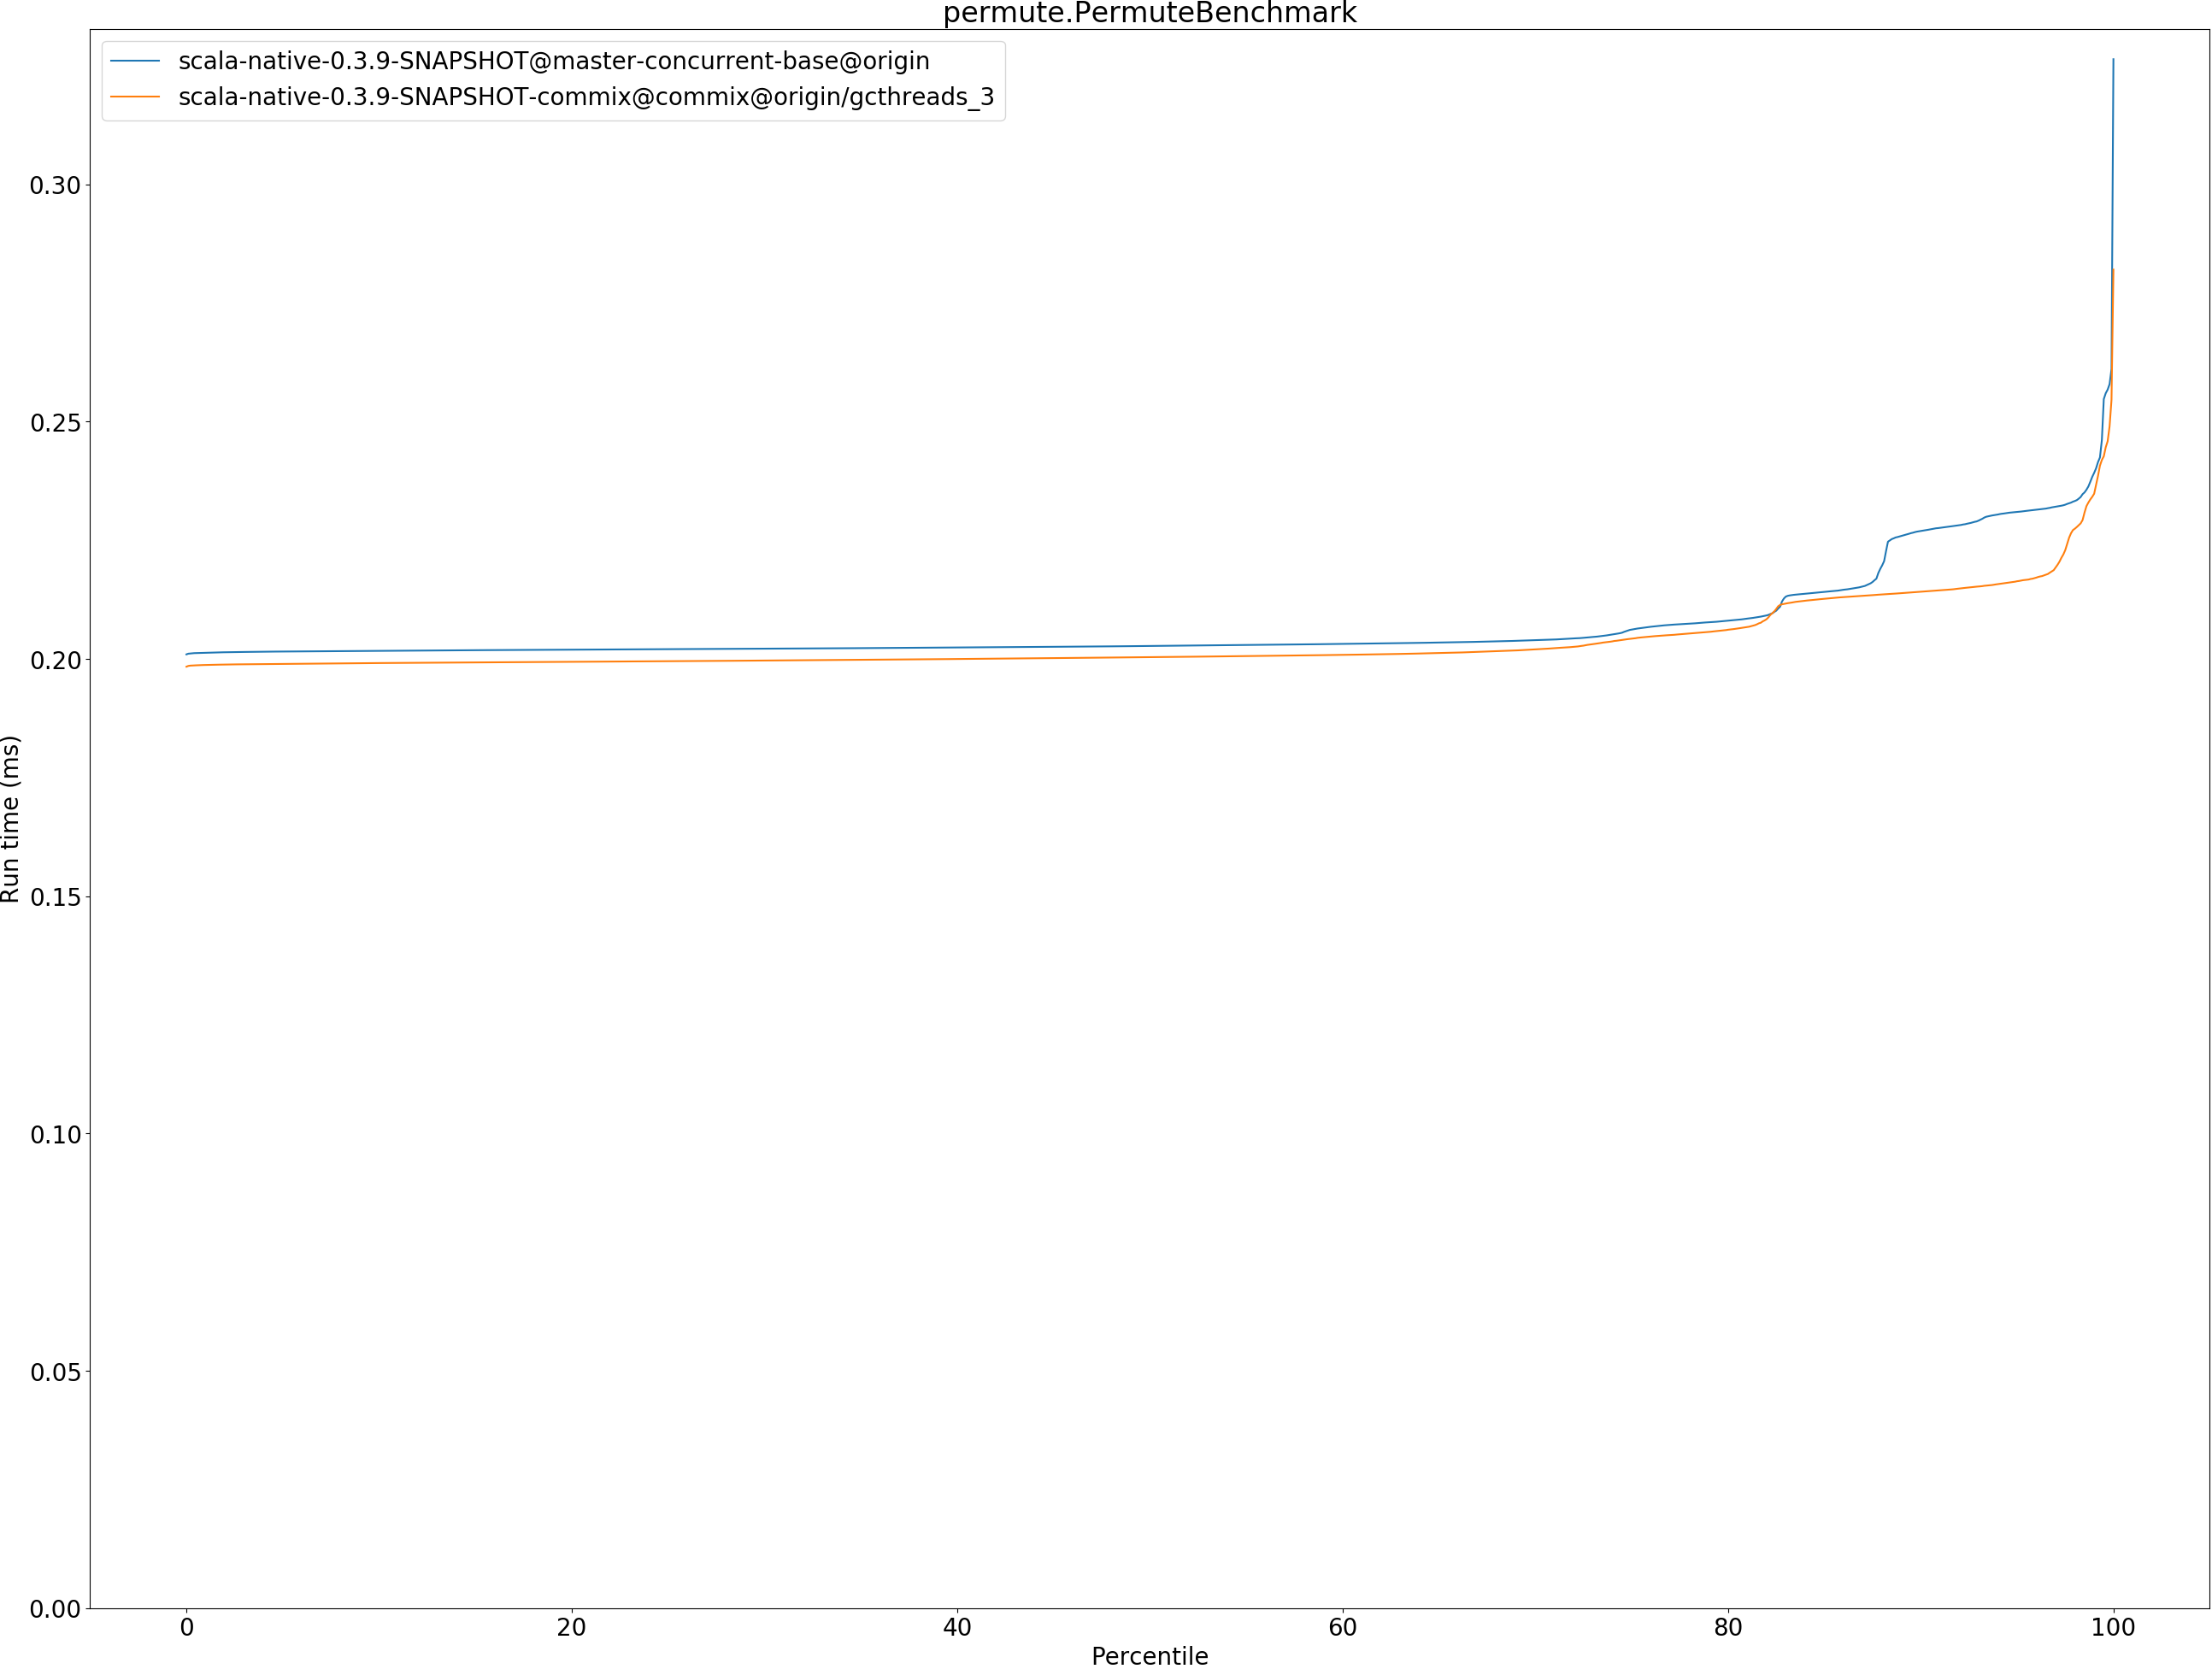 permute.PermuteBenchmark
scala-native-0.3.9-SNAPSHOT@master-concurrent-base@origin
scala-native-0.3.9-SNAPSHOT-commix@commix@origin/gcthreads_3
0.30
0.25
0.20
0.15
0.10
0.05
0.00
Run time (ms)
0 20 40 60 80 100
Percentile